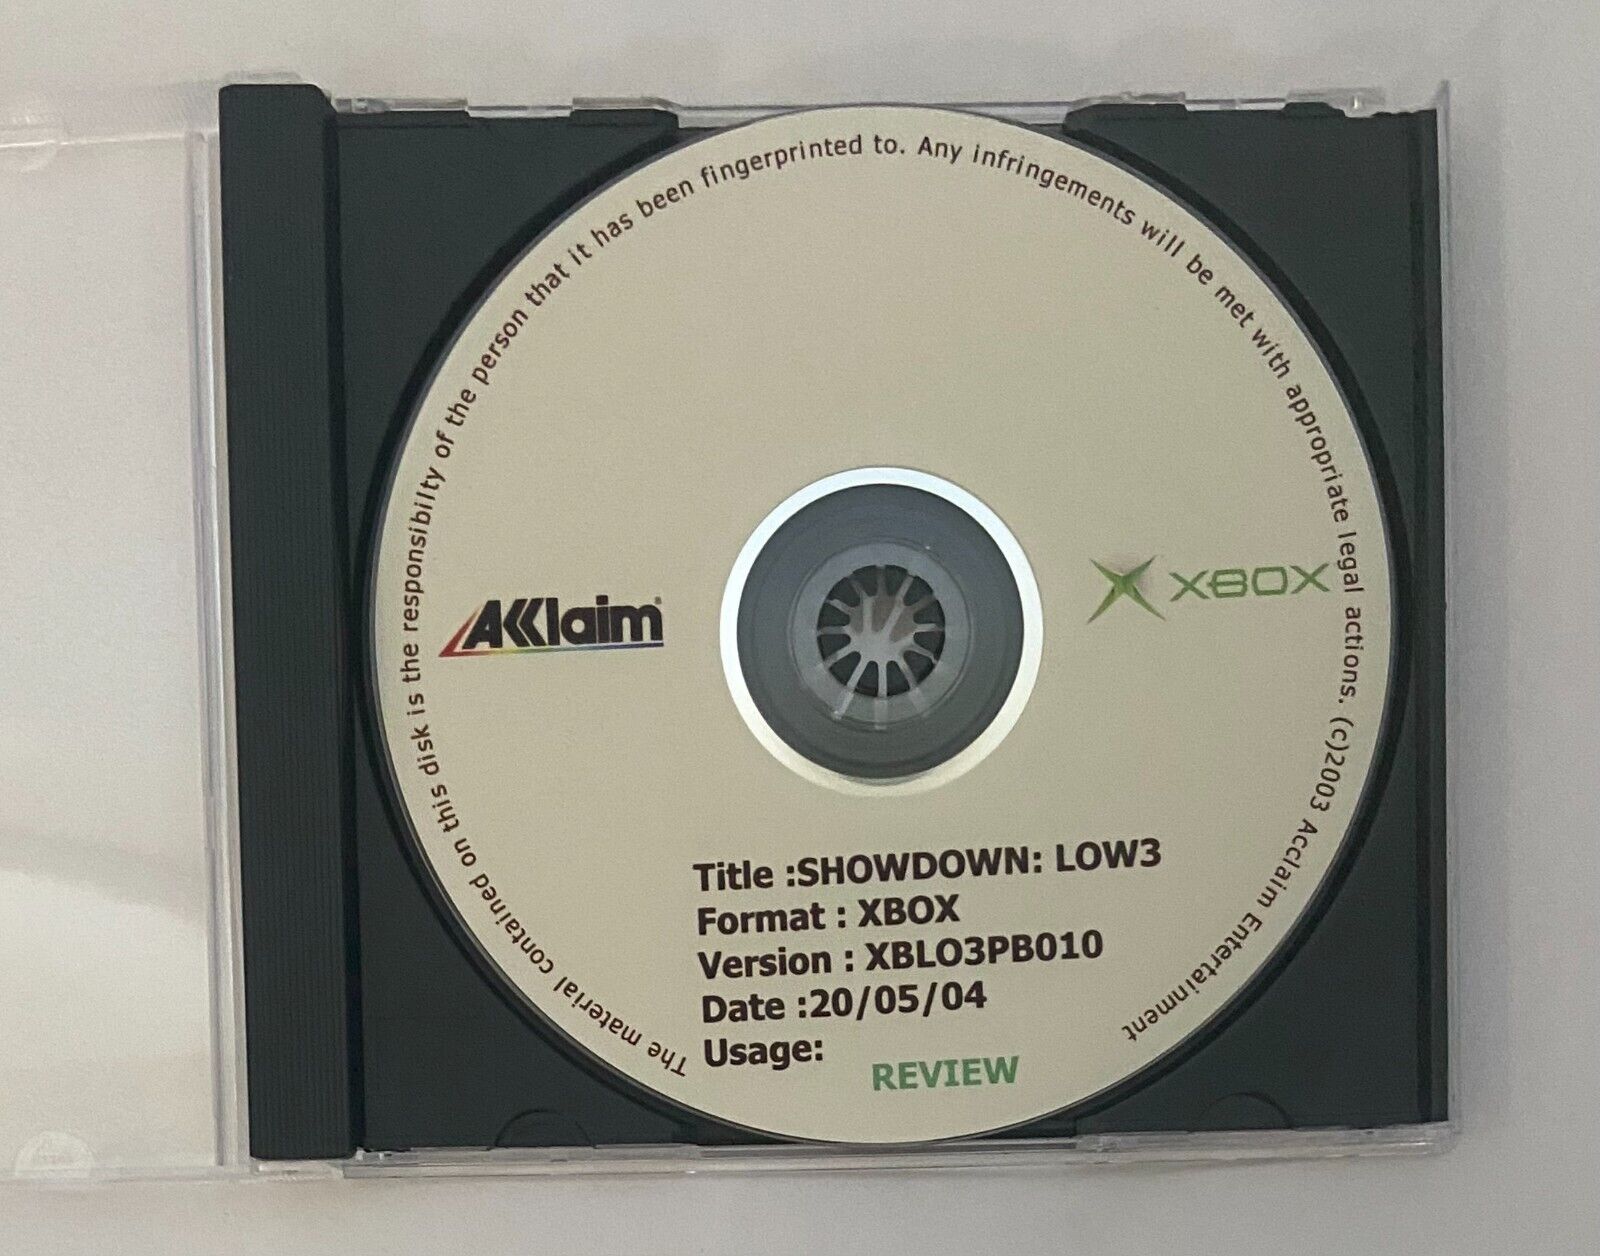 The material contained on this disk is the responsibilty of the person that it has been fingerprinted to. Any infringements will be met with appropriate legal actions. (c)2003 Acclaim Entertainment
AKKlaim®
XBOX
Title :SHOWDOWN: LOW3
Format : XBOX
Version : XBLO3PB010
Date :20/05/04
Usage:
REVIEW